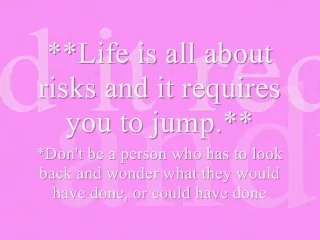 **Life is all about
risks and it requires
you to jump.**
*Don't be a person who has to look
back and wonder what they would
have done, or could have done